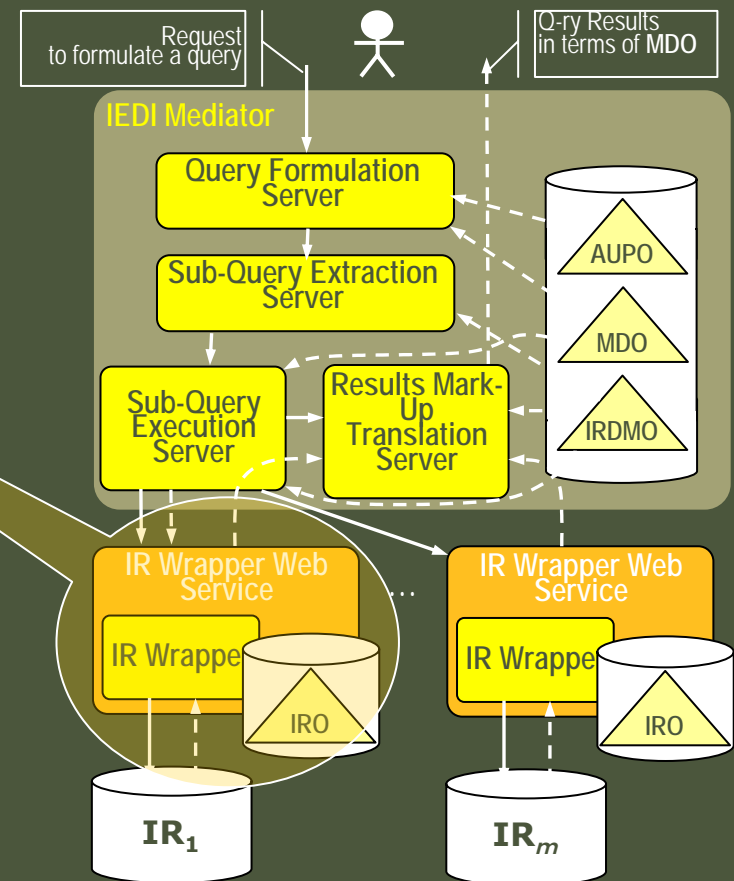 Request
to formulate a query
Q-ry Results
in terms of MDO
IEDI Mediator
Query Formulation
Server
AUPO
Sub-Query Extraction
Server
MDO
Sub-Query
Execution
Server
Results Mark-
Up
Translation
Server
IRDMO
IR Wrapper Web
Service
...
IR Wrapper Web
Service
IR Wrappe
IRO
IR Wrappe
IRO
IR1
IRm